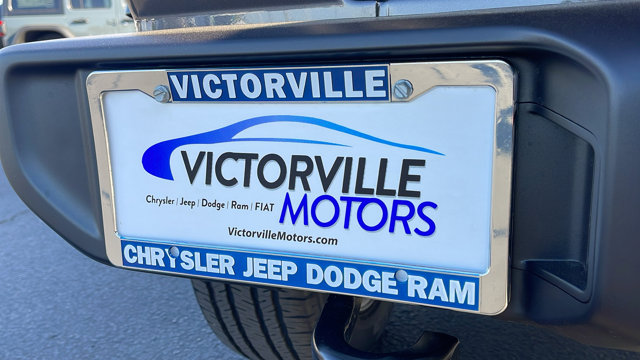 VICTORVILLE
VICTORVILLE
Chrysler | Jeep | Dodge | Ram | FIAT
MOTORS
VictorvilleMotors.com
CHRYSLER JEEP DODGE RAM